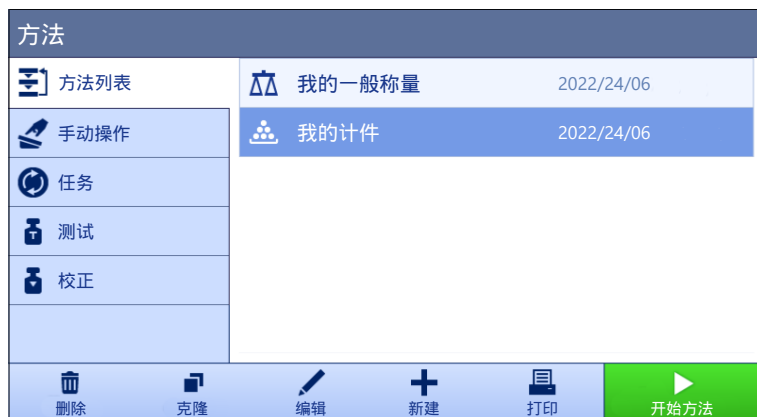 方法
方法列表
我的一般称量 2022/24/06
手动操作
我的计件 2022/24/06
任务
测试
校正
删除 克隆 编辑 新建 打印 开始方法